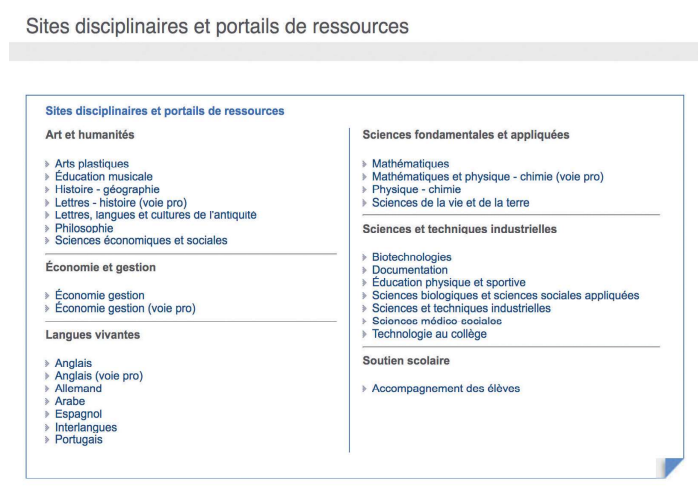 Sites disciplinaires et portails de ressources
Sites disciplinaires et portails de ressources
Art et humanités
Arts plastiques
Éducation musicale
Histoire - géographie
Lettres - histoire (voie pro)
Lettres, langues et cultures de l'antiquité
Philosophie
Sciences économiques et sociales
Économie et gestion
Économie gestion
Économie gestion (voie pro)
Langues vivantes
Anglais
Anglais (voie pro)
Allemand
Arabe
Espagnol
Interlangues
Portugais
Sciences fondamentales et appliquées
Mathématiques
Mathématiques et physique - chimie (voie pro)
Physique - chimie
Sciences de la vie et de la terre
Sciences et techniques industrielles
Biotechnologies
Documentation
Éducation physique et sportive
Sciences biologiques et sciences sociales appliquées
Sciences et techniques industrielles
Sciences médico sociales
Technologie au collège
Soutien scolaire
Accompagnement des élèves